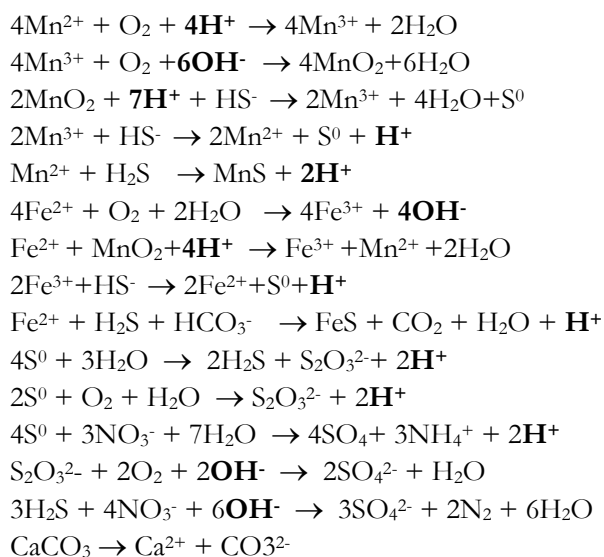 4Mn²⁺ + O₂ + 4H⁺ → 4Mn³⁺ + 2H₂O
4Mn³⁺ + O₂ +6OH⁻ → 4MnO₂+6H₂O
2MnO₂ + 7H⁺ + HS⁻ → 2Mn³⁺ + 4H₂O+S⁰
2Mn³⁺ + HS⁻ → 2Mn²⁺ + S⁰ + H⁺
Mn²⁺ + H₂S → MnS + 2H⁺
4Fe²⁺ + O₂ + 2H₂O → 4Fe³⁺ + 4OH⁻
Fe²⁺ + MnO₂+4H⁺ → Fe³⁺ +Mn²⁺ +2H₂O
2Fe³⁺+HS⁻ → 2Fe²⁺+S⁰+H⁺
Fe²⁺ + H₂S + HCO₃⁻ → FeS + CO₂ + H₂O + H⁺
4S⁰ + 3H₂O → 2H₂S + S₂O₃²⁻+ 2H⁺
2S⁰ + O₂ + H₂O → S₂O₃²⁻ + 2H⁺
4S⁰ + 3NO₃⁻ + 7H₂O → 4SO₄+ 3NH₄⁺ + 2H⁺
S₂O₃²⁻ + 2O₂ + 2OH⁻ → 2SO₄²⁻ + H₂O
3H₂S + 4NO₃⁻ + 6OH⁻ → 3SO₄²⁻ + 2N₂ + 6H₂O
CaCO₃ → Ca²⁺ + CO3²⁻